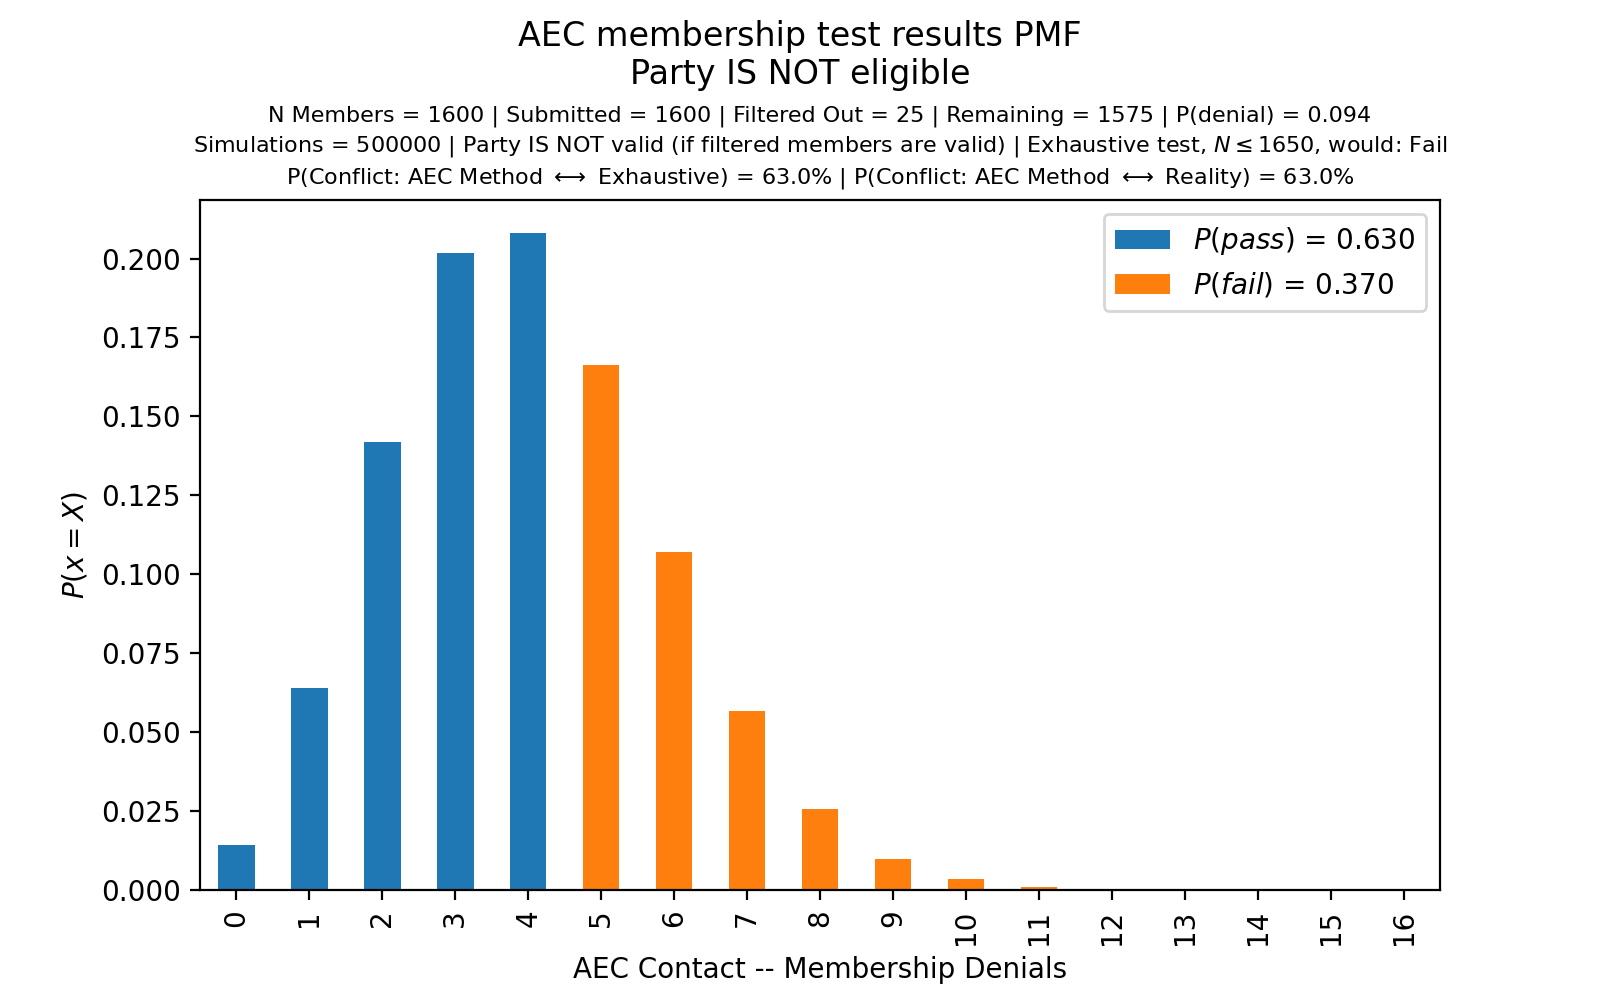 AEC membership test results PMF
Party IS NOT eligible
N Members = 1600 | Submitted = 1600 | Filtered Out = 25 | Remaining = 1575 | P(denial) = 0.094
Simulations = 500000 | Party IS NOT valid (if filtered members are valid) | Exhaustive test, N ≤ 1650, would: Fail
P(Conflict: AEC Method ⟷ Exhaustive) = 63.0% | P(Conflict: AEC Method ⟷ Reality) = 63.0%
P(pass) = 0.630
P(fail) = 0.370
0.200
0.175
0.150
0.125
0.100
0.075
0.050
0.025
0.000
P(x = X)
0 1 2 3 4 5 6 7 8 9 10 11 12 13 14 15 16
AEC Contact -- Membership Denials